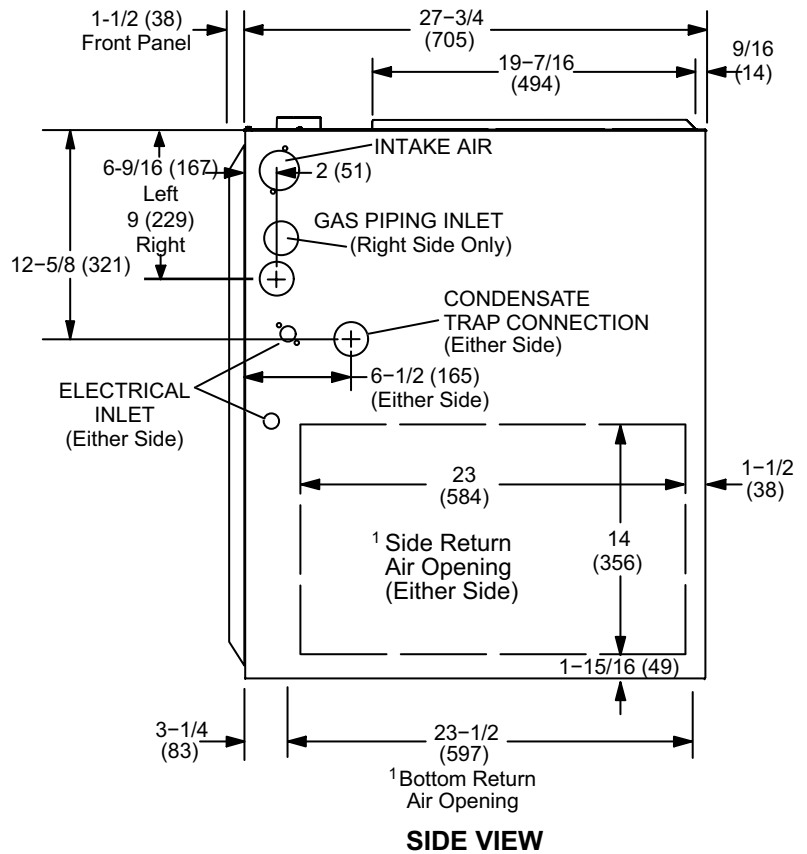 1-1/2 (38)
Front Panel
27−3/4
(705)
19−7/16
(494)
9/16
(14)
INTAKE AIR
6-9/16 (167)
Left
9 (229)
Right
2 (51)
GAS PIPING INLET
(Right Side Only)
12−5/8 (321)
CONDENSATE
TRAP CONNECTION
(Either Side)
6−1/2 (165)
(Either Side)
ELECTRICAL
INLET
(Either Side)
23
(584)
1−1/2
(38)
14
(356)
1 Side Return
Air Opening
(Either Side)
1−15/16 (49)
3−1/4
(83)
23−1/2
(597)
1 Bottom Return
Air Opening
SIDE VIEW